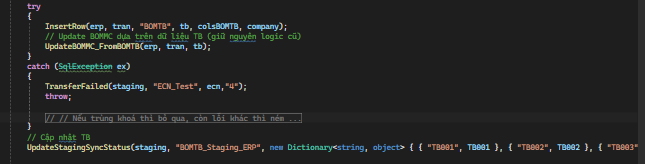 try
{
InsertRow(erp, tran, "BOMTB", tb, colsBOMTB, company);
// Update BOMMC dựa trên dữ liệu TB (giữ nguyên logic cũ)
UpdateBOMMC_FromBOMTB(erp, tran, tb);
}
catch (SqlException ex)
{
TransferFailed(staging, "ECN_Test", ecn,"4");
throw;
// // Nếu trùng khoá thì bỏ qua, còn lỗi khác thì ném ...
}
// Cập nhật TB
UpdateStagingSyncStatus(staging, "BOMTB_Staging_ERP", new Dictionary<string, object> { { "TB001", TB001 }, { "TB002", TB002 }, { "TB003"